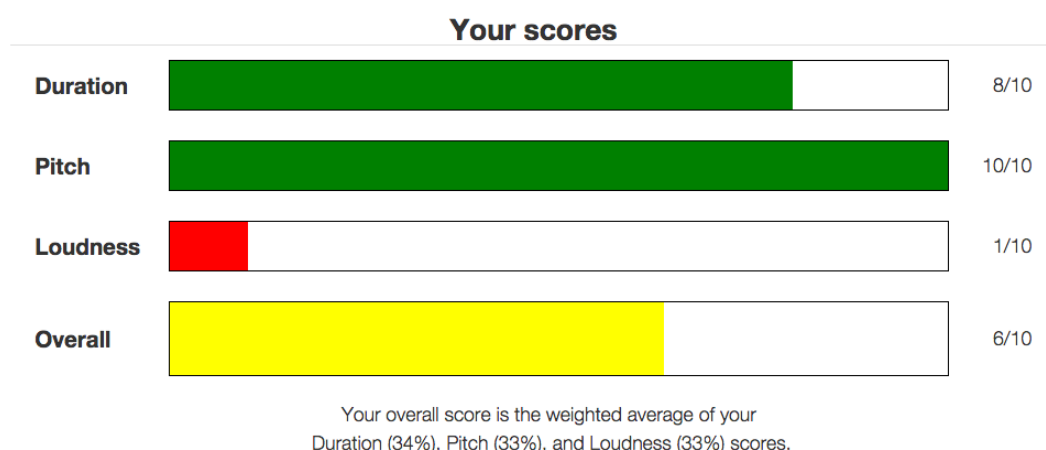 Your scores
Duration 8/10
Pitch 10/10
Loudness 1/10
Overall 6/10
Your overall score is the weighted average of your
Duration (34%), Pitch (33%), and Loudness (33%) scores.